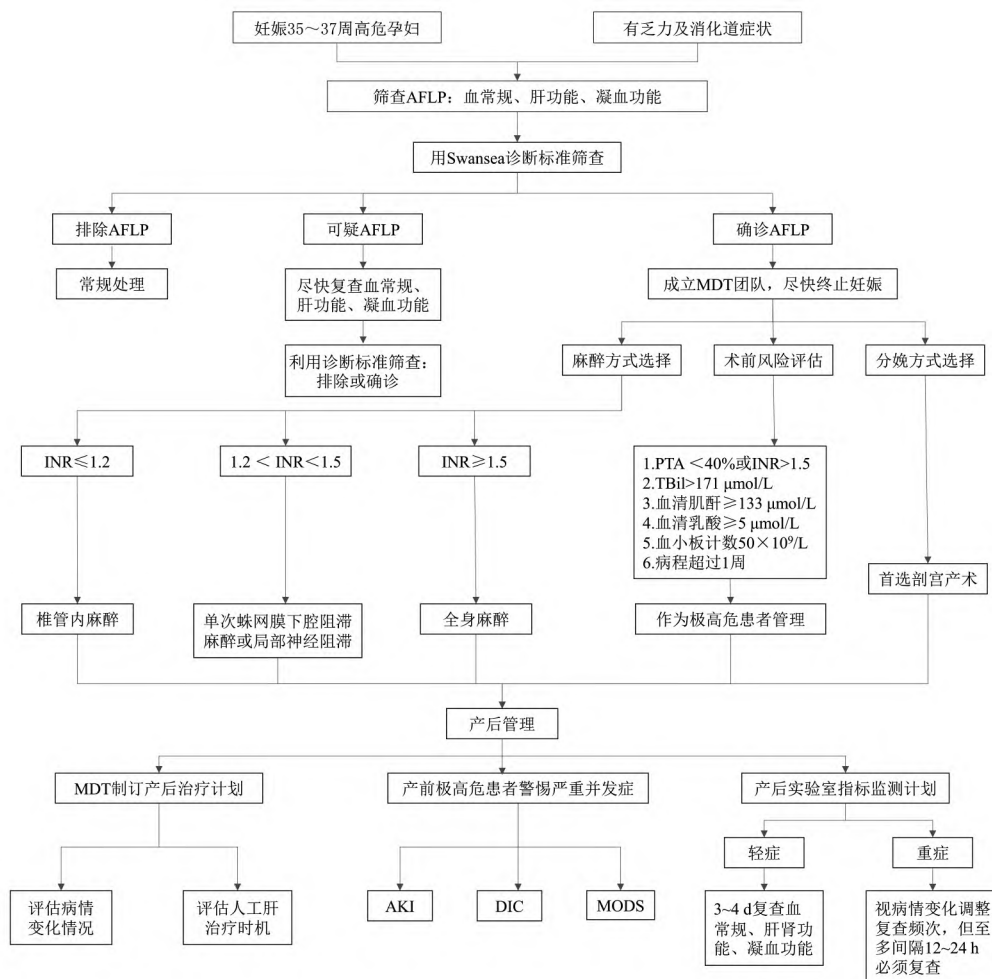 妊娠35～37周高危孕妇
有乏力及消化道症状
筛查AFLP：血常规、肝功能、凝血功能
用Swansea诊断标准筛查
排除AFLP
可疑AFLP
确诊AFLP
常规处理
尽快复查血常规、
肝功能、凝血功能
成立MDT团队，尽快终止妊娠
利用诊断标准筛查：
排除或确诊
麻醉方式选择
术前风险评估
分娩方式选择
INR≤1.2
1.2＜INR<1.5
INR≥1.5
1.PTA＜40%或INR>1.5
2.TBil>171 μmol/L
3.血清肌酐≥133 μmol/L
4.血清乳酸≥5 μmol/L
5.血小板计数50×10⁹/L
6.病程超过1周
首选剖宫产术
椎管内麻醉
单次蛛网膜下腔阻滞
麻醉或局部神经阻滞
全身麻醉
作为极高危患者管理
产后管理
MDT制订产后治疗计划
产前极高危患者警惕严重并发症
产后实验室指标监测计划
轻症
重症
评估病情
变化情况
评估人工肝
治疗时机
AKI
DIC
MODS
3~4 d复查血
常规、肝肾功
能、凝血功能
视病情变化调整
复查频次，但至
多间隔12~24 h
必须复查